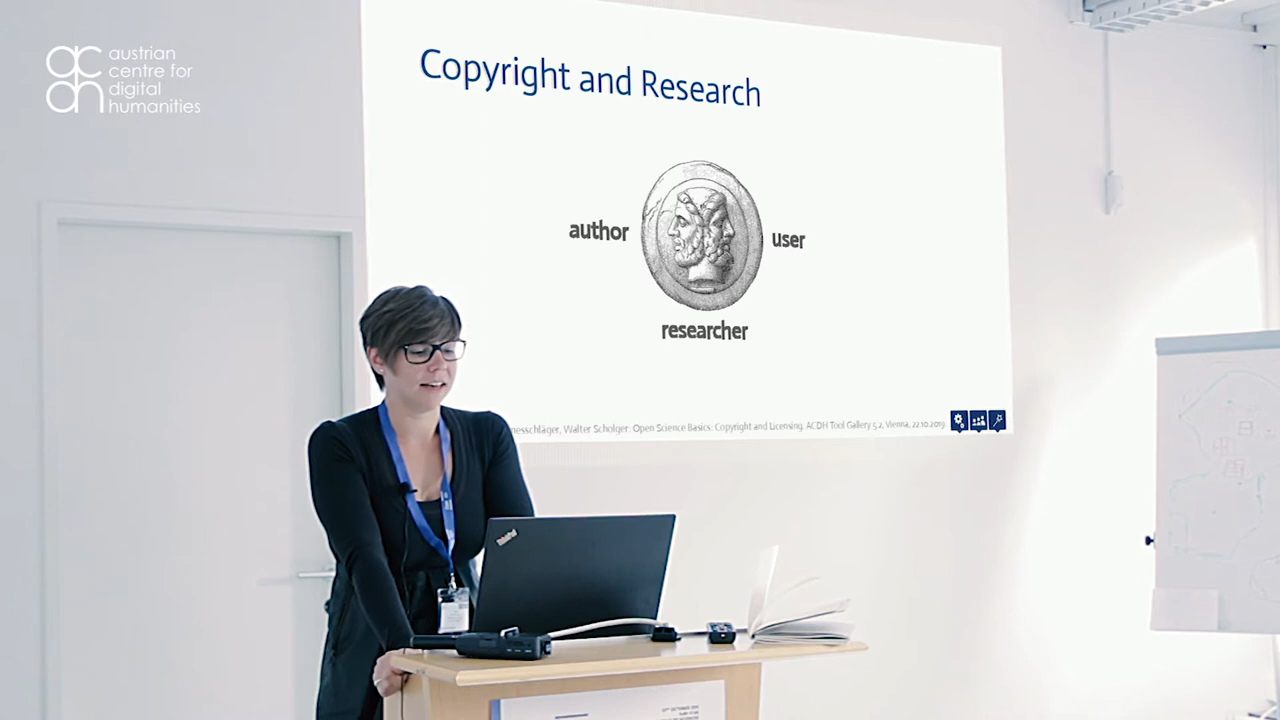 austrian
centre for
digital
humanities
Copyright and Research
author
user
researcher
Walter Scholger: Open Science Basics: Copyright and Licensing. ACDH Tool Gallery 5.2, Vienna, 22.10.2019.
ThinkPad